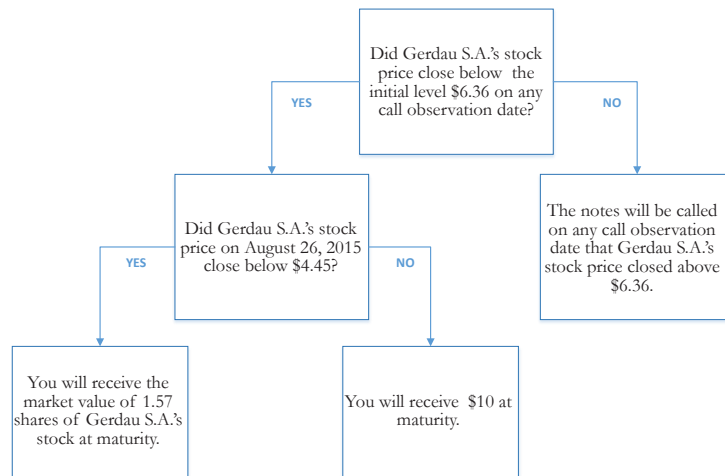 Did Gerdau S.A.'s stock
price close below the
initial level $6.36 on any
call observation date?
YES
NO
Did Gerdau S.A.'s stock
price on August 26, 2015
close below $4.45?
The notes will be called
on any call observation
date that Gerdau S.A.'s
stock price closed above
$6.36.
YES
NO
You will receive the
market value of 1.57
shares of Gerdau S.A.'s
stock at maturity.
You will receive $10 at
maturity.